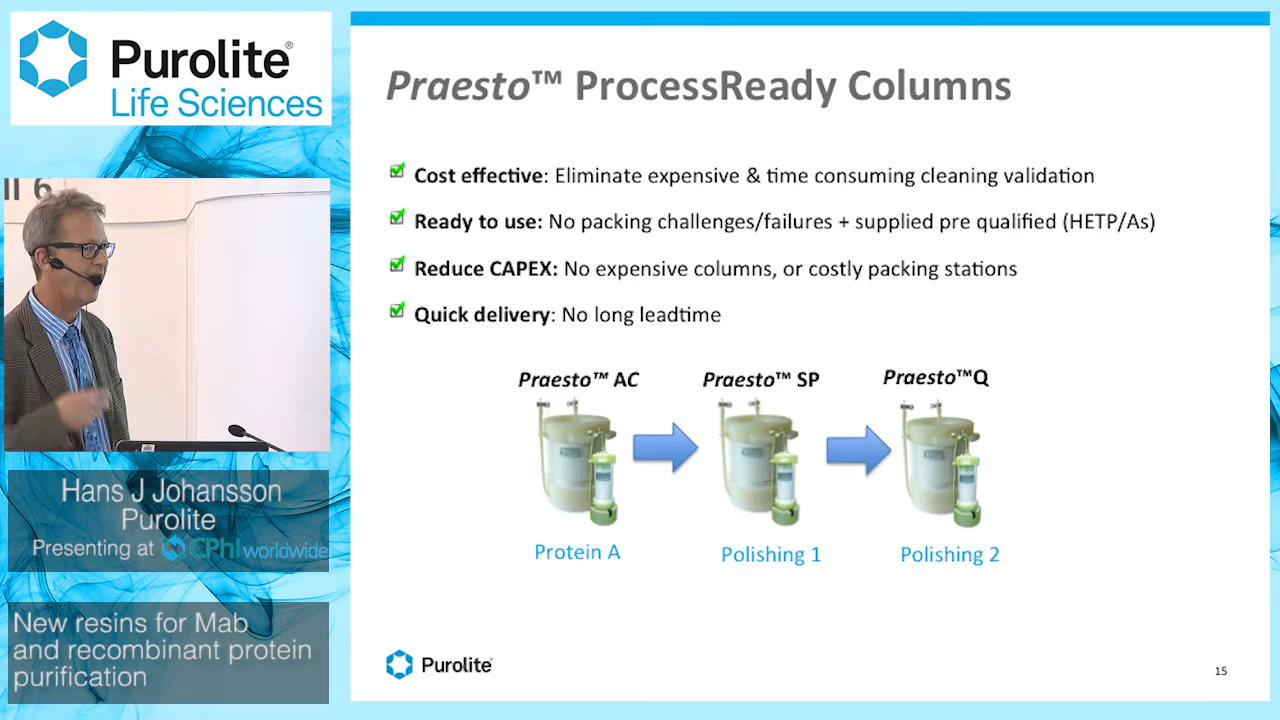 Purolite®
Life Sciences
Hans J Johansson
Purolite
Presenting at CPhI worldwide
New resins for Mab
and recombinant protein
purification
Praesto™ ProcessReady Columns
Cost effective: Eliminate expensive & time consuming cleaning validation
Ready to use: No packing challenges/failures + supplied pre qualified (HETP/As)
Reduce CAPEX: No expensive columns, or costly packing stations
Quick delivery: No long leadtime
Praesto™ AC
Praesto™ SP
Praesto™Q
Protein A
Polishing 1
Polishing 2
Purolite®
15